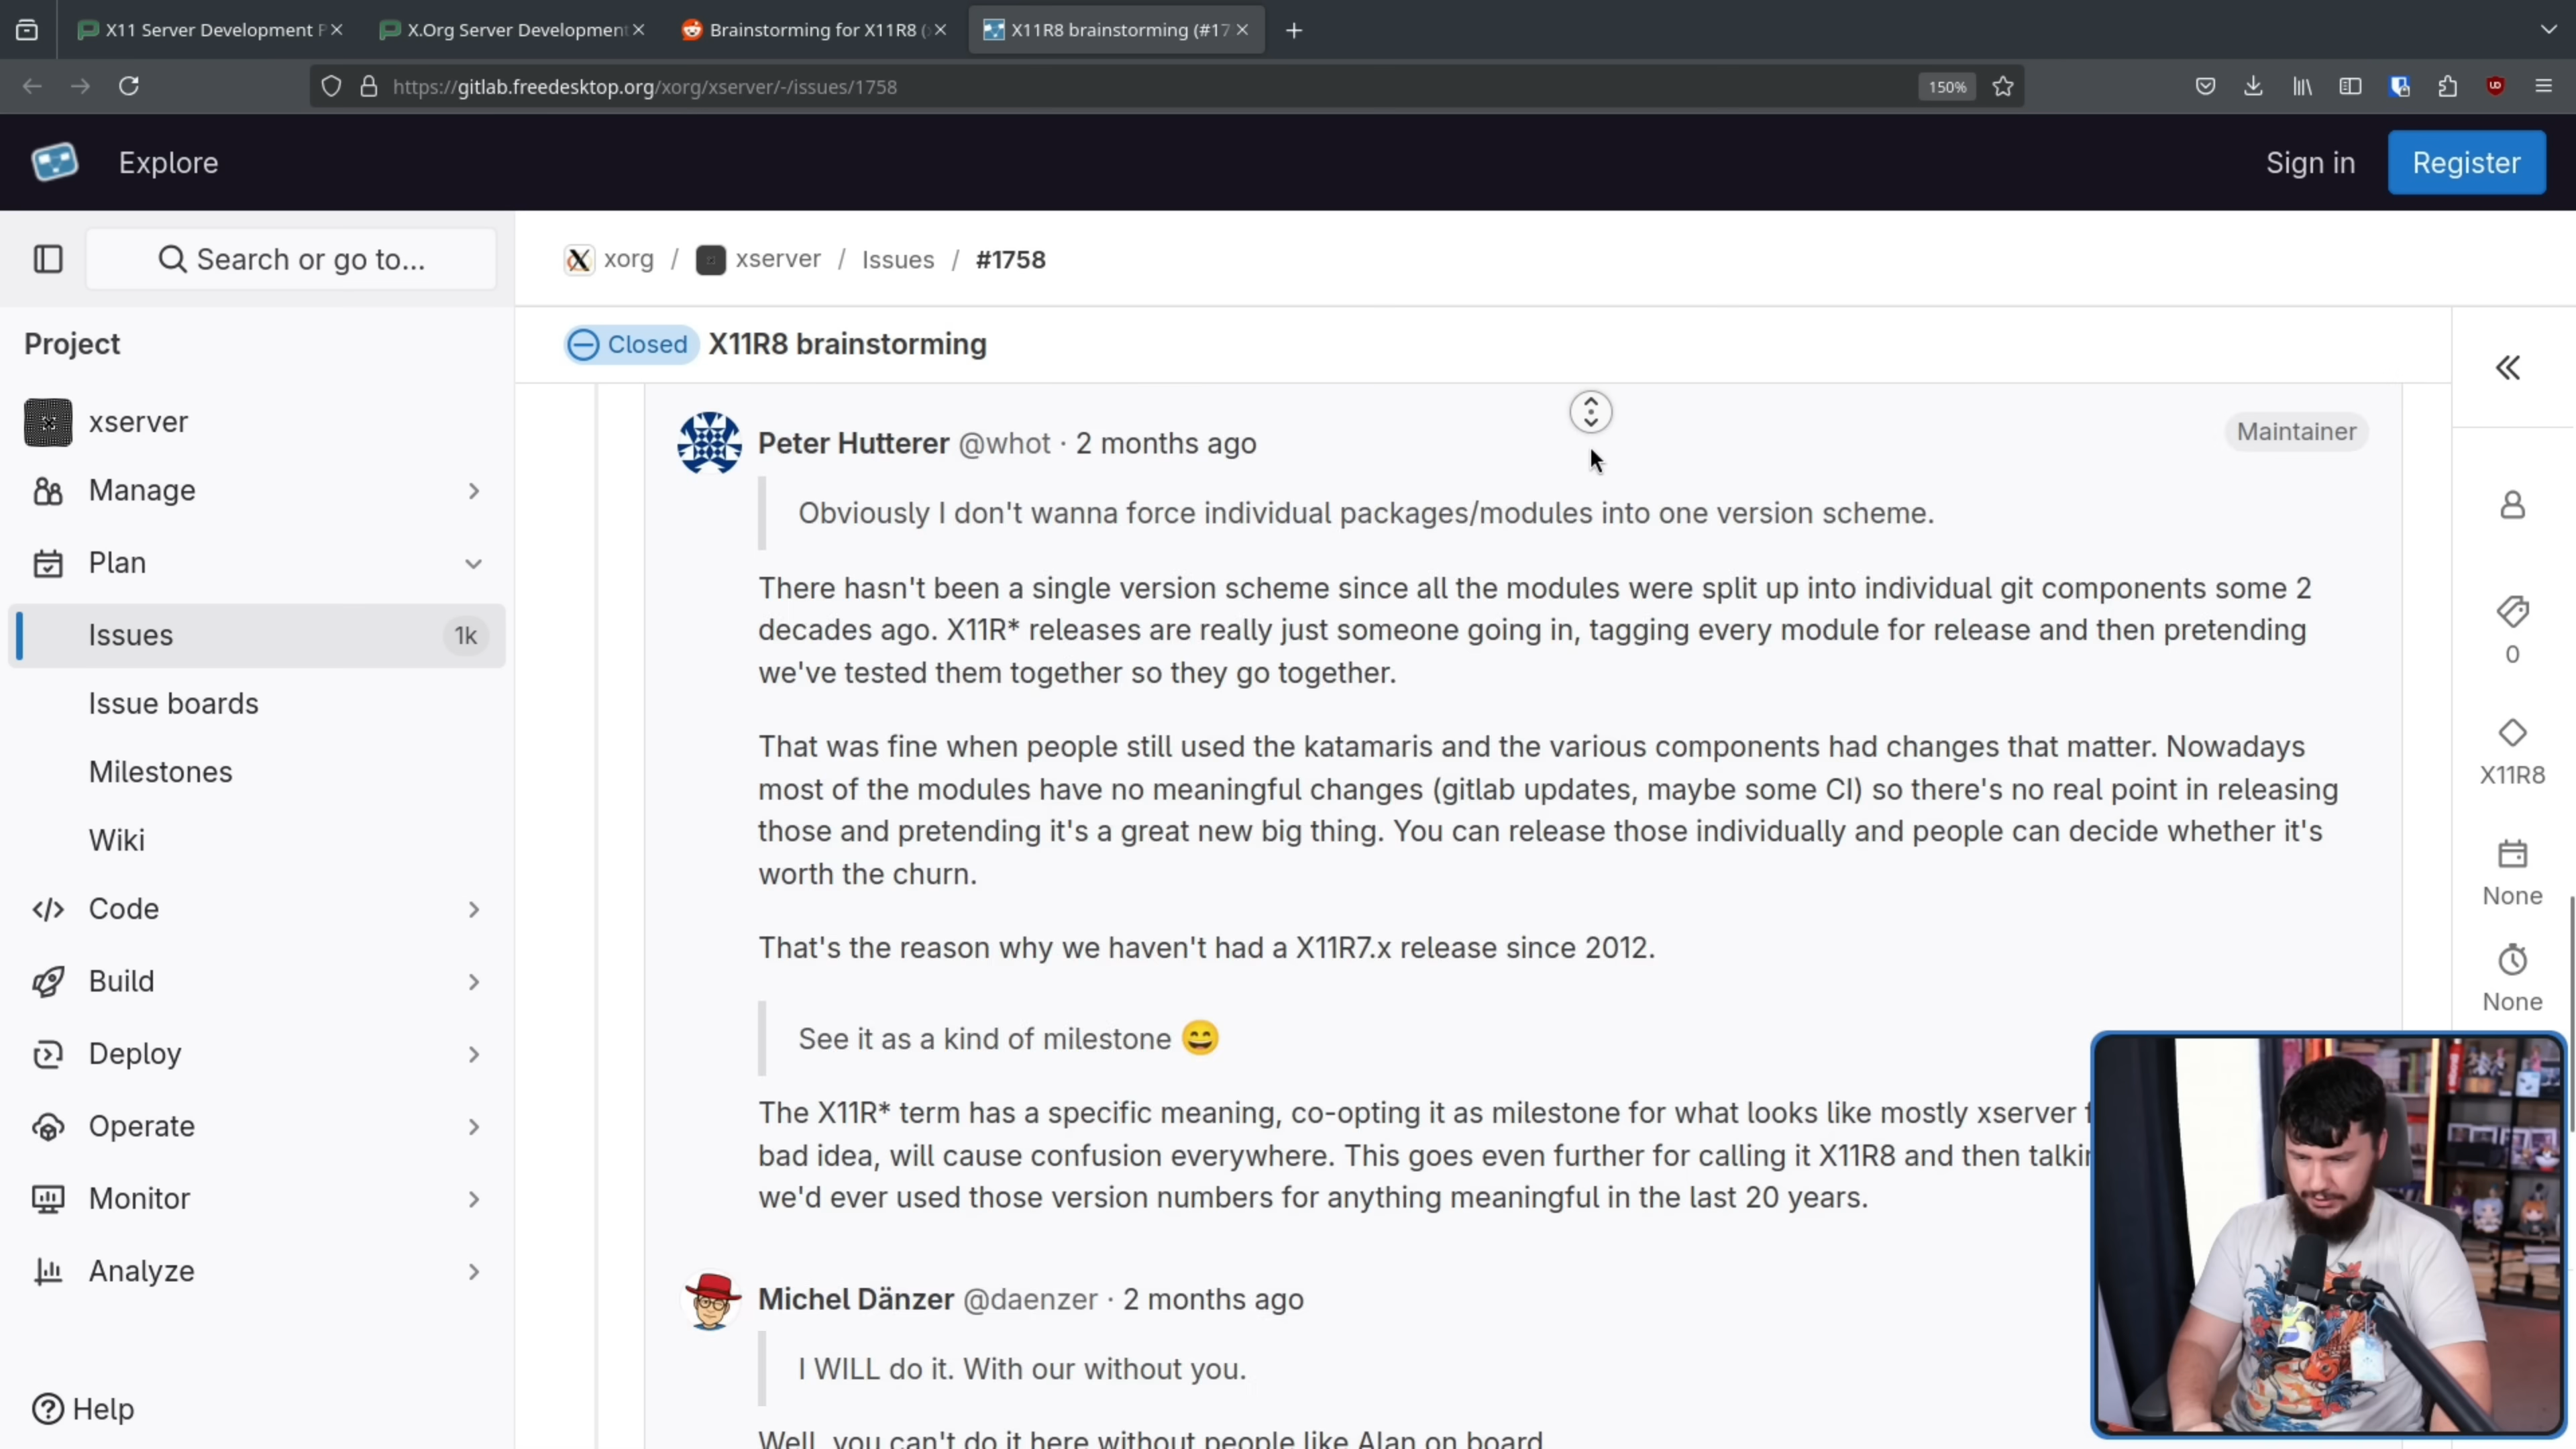 X11 Server Development P
X.Org Server Development
Brainstorming for X11R8 (
X11R8 brainstorming (#17
https://gitlab.freedesktop.org/xorg/xserver/-/issues/1758
150%
Explore
Sign in
Register
Search or go to...
xorg / xserver / Issues / #1758
Project
Closed X11R8 brainstorming
xserver
Manage
Plan
Issues 1k
Issue boards
Milestones
Wiki
Code
Build
Deploy
Operate
Monitor
Analyze
Help
Peter Hutterer @whot · 2 months ago
Maintainer
Obviously I don't wanna force individual packages/modules into one version scheme.
There hasn't been a single version scheme since all the modules were split up into individual git components some 2
decades ago. X11R* releases are really just someone going in, tagging every module for release and then pretending
we've tested them together so they go together.
That was fine when people still used the katamaris and the various components had changes that matter. Nowadays
most of the modules have no meaningful changes (gitlab updates, maybe some CI) so there's no real point in releasing
those and pretending it's a great new big thing. You can release those individually and people can decide whether it's
worth the churn.
That's the reason why we haven't had a X11R7.x release since 2012.
See it as a kind of milestone 😄
The X11R* term has a specific meaning, co-opting it as milestone for what looks like mostly xserver
bad idea, will cause confusion everywhere. This goes even further for calling it X11R8 and then
we'd ever used those version numbers for anything meaningful in the last 20 years.
Michel Dänzer @daenzer · 2 months ago
I WILL do it. With our without you.
Well, you can't do it here without people like Alan on board
0
X11R8
None
None